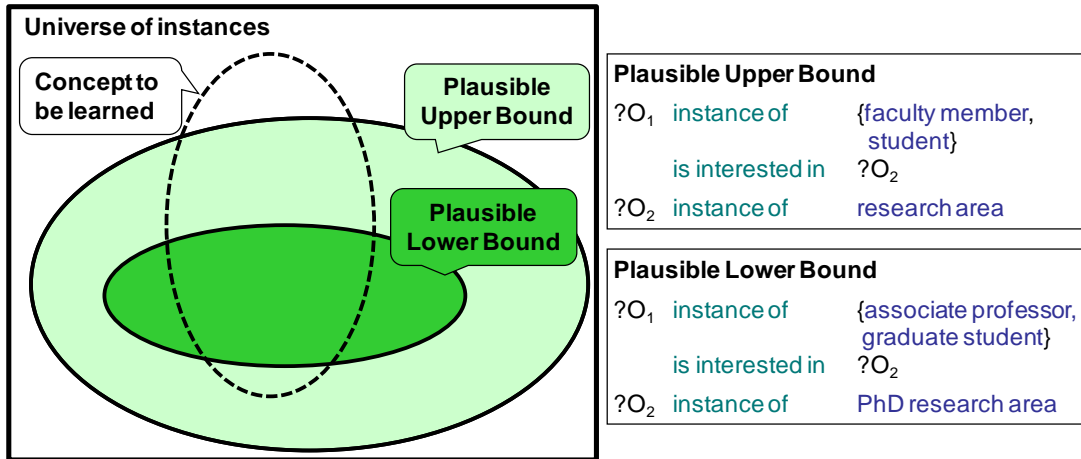 Universe of instances
Concept to
be learned
Plausible
Upper Bound
Plausible
Lower Bound
Plausible Upper Bound
?O₁ instance of {faculty member,
student}
is interested in ?O₂
?O₂ instance of research area
Plausible Lower Bound
?O₁ instance of {associate professor,
graduate student}
is interested in ?O₂
?O₂ instance of PhD research area